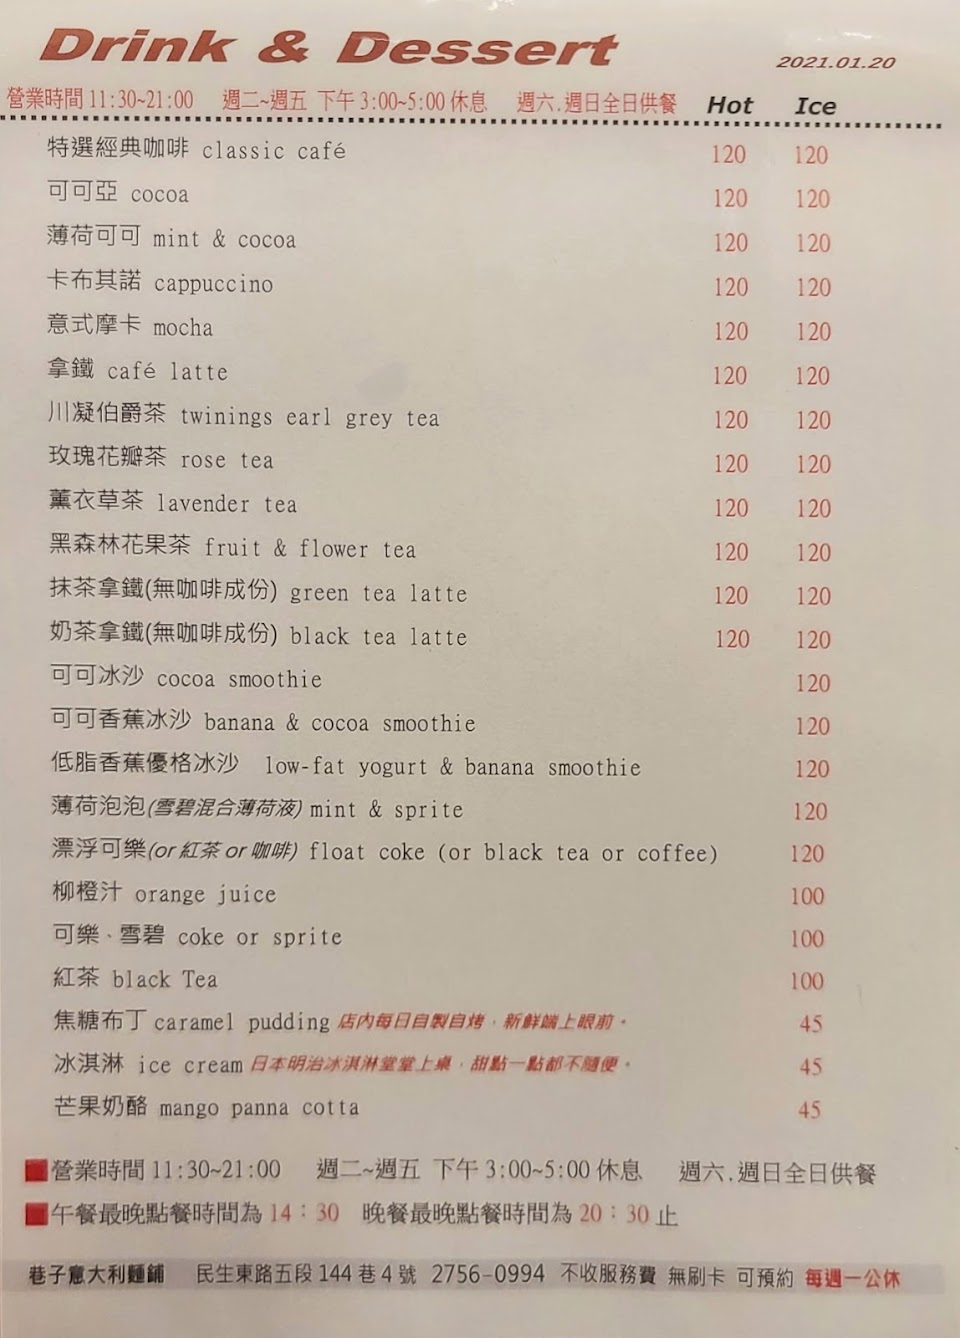 Drink & Dessert
2021.01.20
營業時間 11:30~21:00 週二~週五 下午 3:00~5:00 休息 週六.週日全日供餐 Hot Ice
特選經典咖啡 classic café 120 120
可可亞 cocoa 120 120
薄荷可可 mint & cocoa 120 120
卡布其諾 cappuccino 120 120
意式摩卡 mocha 120 120
拿鐵 café latte 120 120
川凝伯爵茶 twinings earl grey tea 120 120
玫瑰花瓣茶 rose tea 120 120
薰衣草茶 lavender tea 120 120
黑森林花果茶 fruit & flower tea 120 120
抹茶拿鐵(無咖啡成份) green tea latte 120 120
奶茶拿鐵(無咖啡成份) black tea latte 120 120
可可冰沙 cocoa smoothie 120
可可香蕉冰沙 banana & cocoa smoothie 120
低脂香蕉優格冰沙 low-fat yogurt & banana smoothie 120
薄荷泡泡(雪碧混合薄荷液) mint & sprite 120
漂浮可樂(or 紅茶 or 咖啡) float coke (or black tea or coffee) 120
柳橙汁 orange juice 100
可樂、雪碧 coke or sprite 100
紅茶 black Tea 100
焦糖布丁 caramel pudding 店內每日自製自烤，新鮮端上眼前。 45
冰淇淋 ice cream 日本明治冰淇淋堂堂上桌，甜點一點都不隨便。 45
芒果奶酪 mango panna cotta 45
■營業時間 11:30~21:00 週二~週五 下午 3:00~5:00 休息 週六.週日全日供餐
■午餐最晚點餐時間為 14：30 晚餐最晚點餐時間為 20：30 止
巷子意大利麵鋪 民生東路五段 144 巷 4 號 2756-0994 不收服務費 無刷卡 可預約 每週一公休